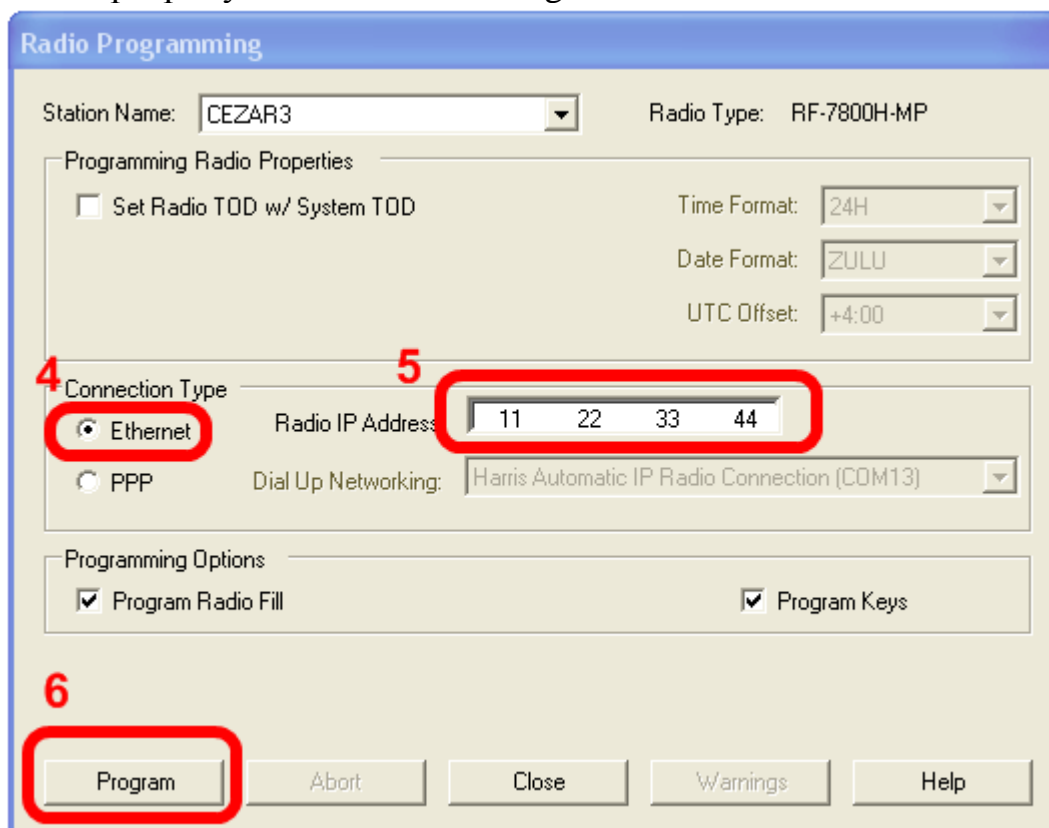 Radio Programming
Station Name: CEZAR3 Radio Type: RF-7800H-MP
Programming Radio Properties
Set Radio TOD w/ System TOD Time Format: 24H
Date Format: ZULU
UTC Offset: +4:00
4 5
Connection Type
Ethernet Radio IP Address 11 22 33 44
PPP Dial Up Networking: Harris Automatic IP Radio Connection (COM13)
Programming Options
Program Radio Fill Program Keys
6
Program Abort Close Warnings Help